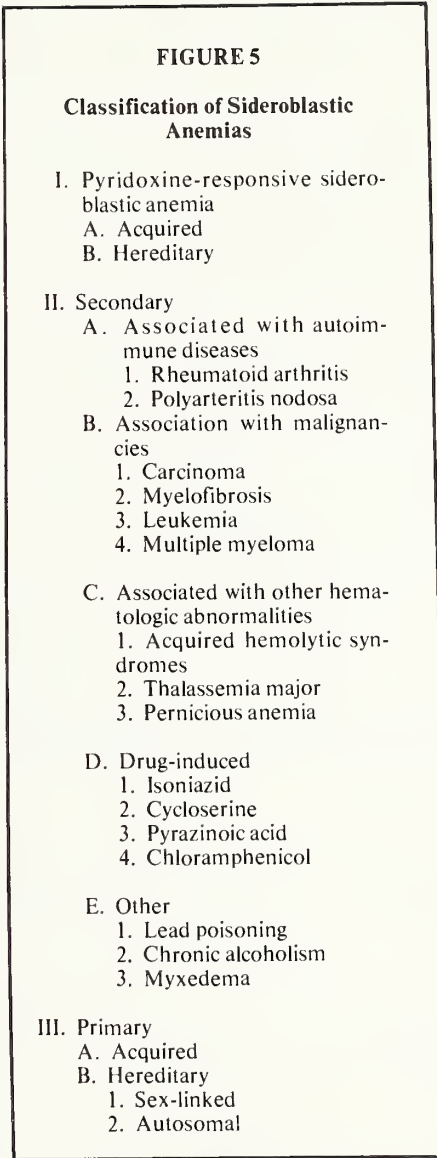 FIGURE 5
Classification of Sideroblastic
Anemias
I. Pyridoxine-responsive sidero-
blastic anemia
A. Acquired
B. Hereditary
II. Secondary
A. Associated with autoim-
mune diseases
1. Rheumatoid arthritis
2. Polyarteritis nodosa
B. Association with malignan-
cies
1. Carcinoma
2. Myelofibrosis
3. Leukemia
4. Multiple myeloma
C. Associated with other hema-
tologic abnormalities
1. Acquired hemolytic syn-
dromes
2. Thalassemia major
3. Pernicious anemia
D. Drug-induced
1. Isoniazid
2. Cycloserine
3. Pyrazinoic acid
4. Chloramphenicol
E. Other
1. Lead poisoning
2. Chronic alcoholism
3. Myxedema
III. Primary
A. Acquired
B. Hereditary
1. Sex-linked
2. Autosomal